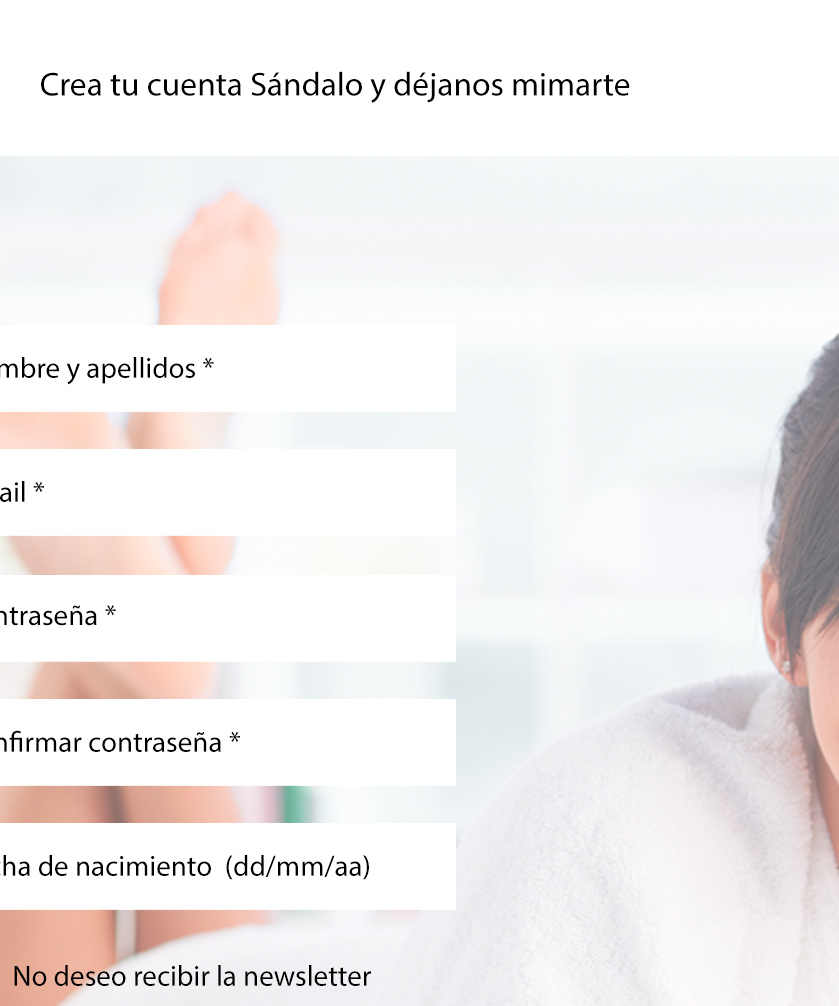 Crea tu cuenta Sándalo y déjanos mimarte
mbre y apellidos *
ail *
ntraseña *
nfirmar contraseña *
cha de nacimiento (dd/mm/aa)
No deseo recibir la newsletter